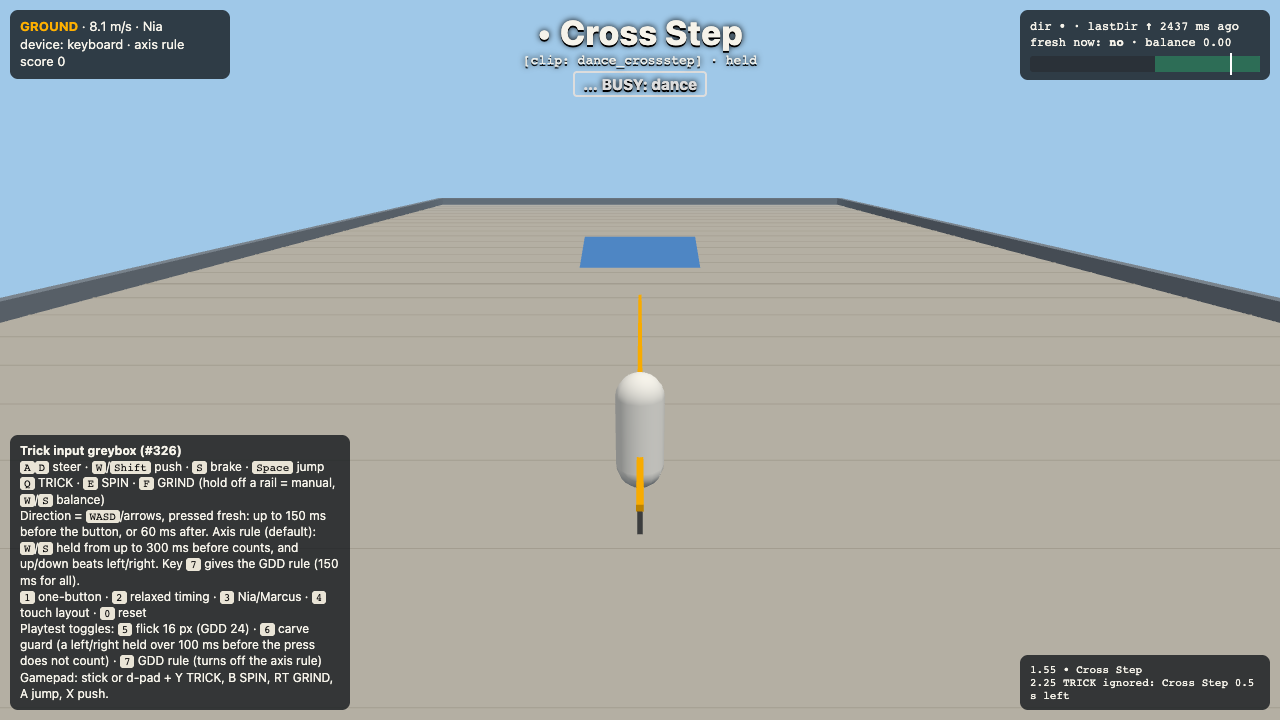 GROUND · 8.1 m/s · Nia
device: keyboard · axis rule
score 0
• Cross Step
[clip: dance_crossstep] · held
... BUSY: dance
dir • · lastDir ↑ 2437 ms ago
fresh now: no · balance 0.00
Trick input greybox (#326)
A D steer · W/Shift push · S brake · Space jump
Q TRICK · E SPIN · F GRIND (hold off a rail = manual,
W/S balance)
Direction = WASD/arrows, pressed fresh: up to 150 ms
before the button, or 60 ms after. Axis rule (default):
W/S held from up to 300 ms before counts, and
up/down beats left/right. Key 7 gives the GDD rule (150
ms for all).
1 one-button · 2 relaxed timing · 3 Nia/Marcus · 4
touch layout · 0 reset
Playtest toggles: 5 flick 16 px (GDD 24) · 6 carve
guard (a left/right held over 100 ms before the press
does not count) · 7 GDD rule (turns off the axis rule)
Gamepad: stick or d-pad + Y TRICK, B SPIN, RT GRIND,
A jump, X push.
1.55 • Cross Step
2.25 TRICK ignored: Cross Step 0.5
s left